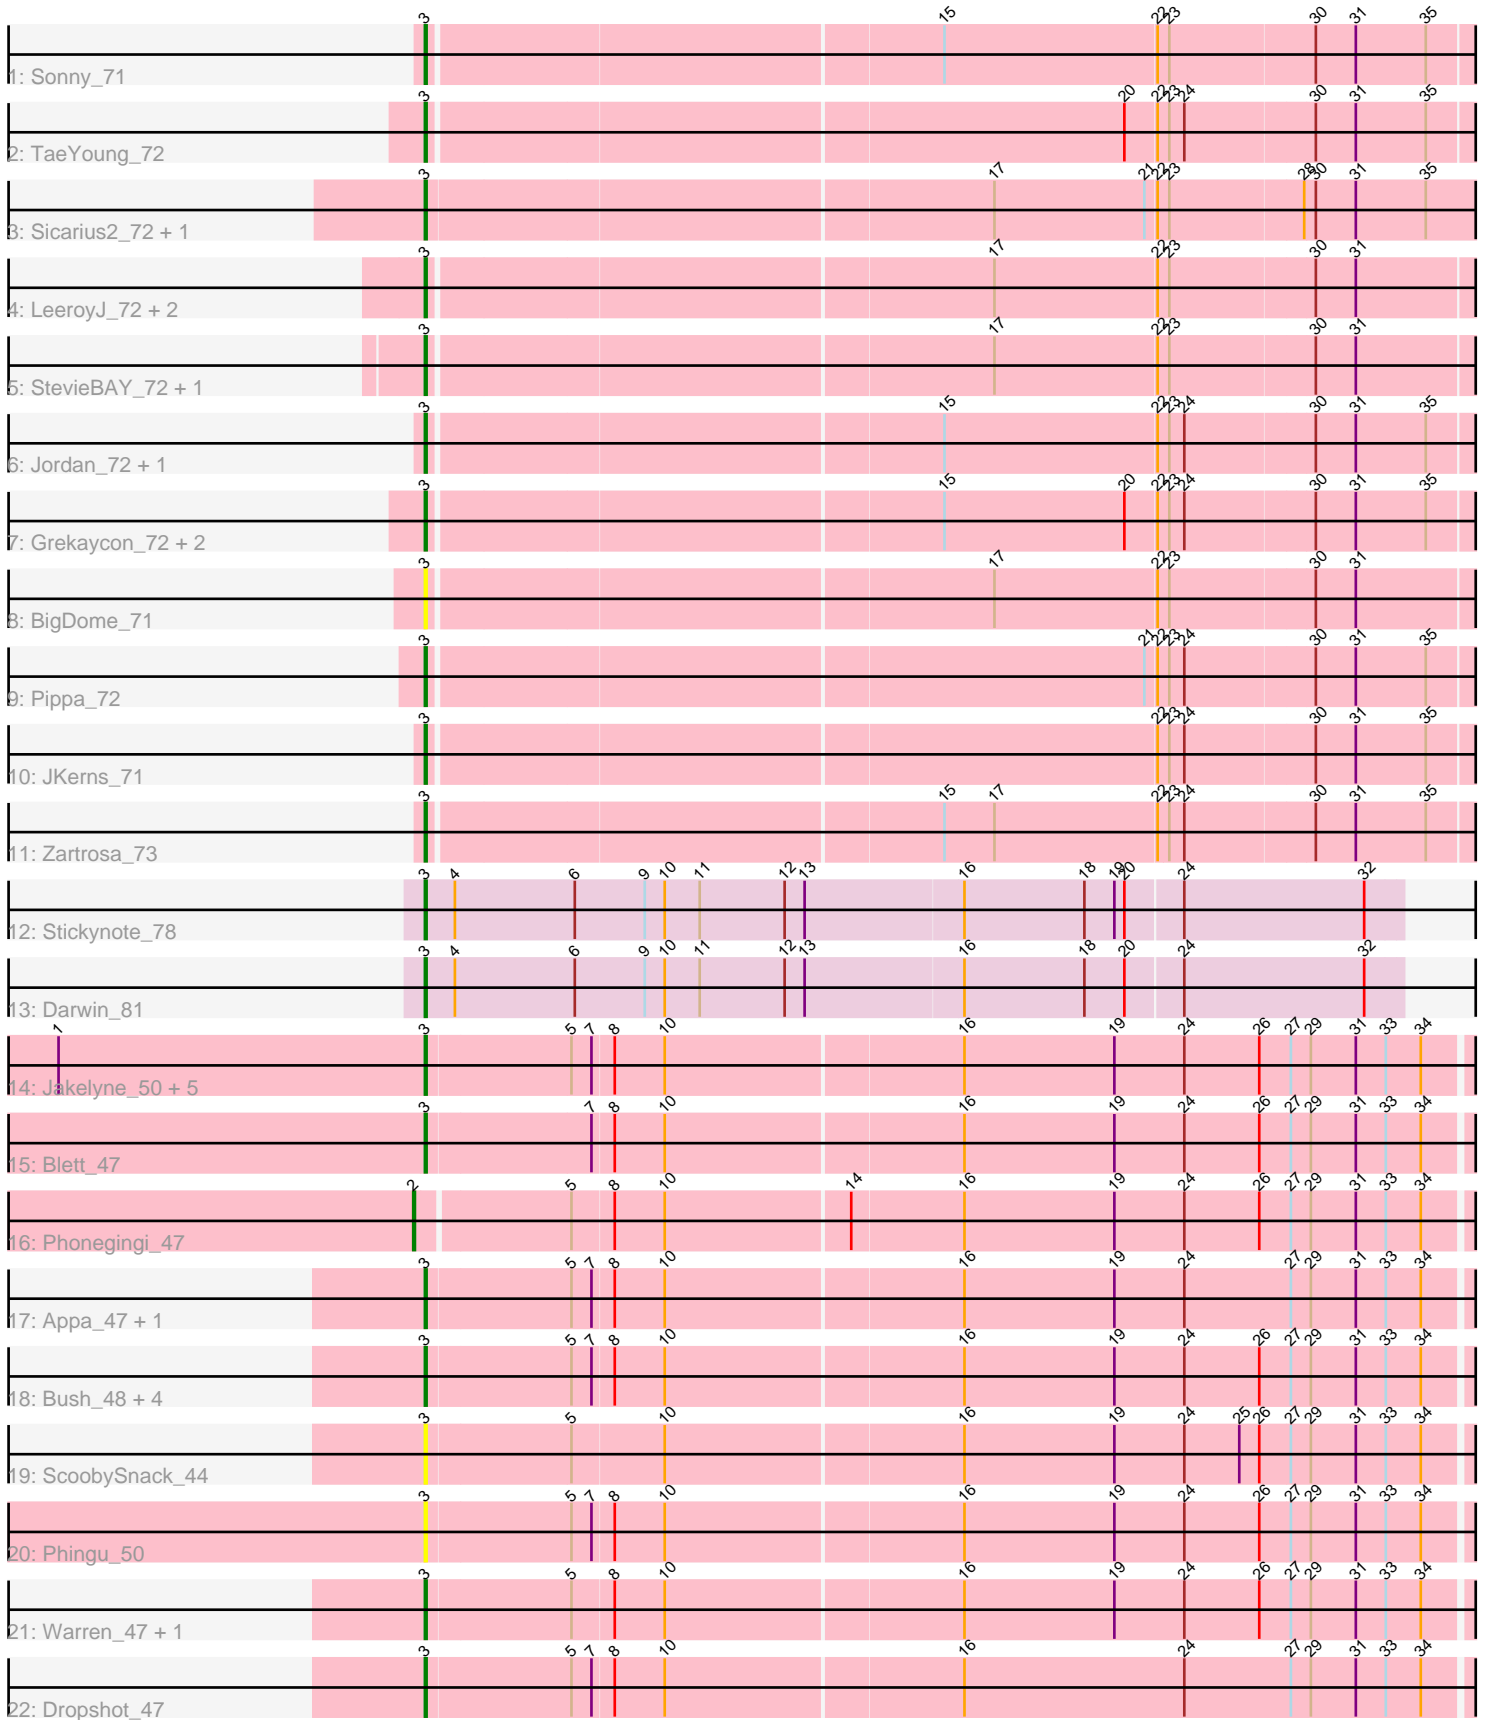 3 15 22 23 30 31 35
1: Sonny_71
3 20 22 23 24 30 31 35
2: TaeYoung_72
3 17 21 22 23 28 30 31 35
3: Sicarius2_72 + 1
3 17 22 23 30 31
4: LeeroyJ_72 + 2
3 17 22 23 30 31
5: StevieBAY_72 + 1
3 15 22 23 24 30 31 35
6: Jordan_72 + 1
3 15 20 22 23 24 30 31 35
7: Grekaycon_72 + 2
3 17 22 23 30 31
8: BigDome_71
3 21 22 23 24 30 31 35
9: Pippa_72
3 22 23 24 30 31 35
10: JKerns_71
3 15 17 22 23 24 30 31 35
11: Zartrosa_73
3 4 6 9 10 11 12 13 16 18 19 20 24 32
12: Stickynote_78
3 4 6 9 10 11 12 13 16 18 20 24 32
13: Darwin_81
1 3 5 7 8 10 16 19 24 26 27 29 31 33 34
14: Jakelyne_50 + 5
3 7 8 10 16 19 24 26 27 29 31 33 34
15: Blett_47
2 5 8 10 14 16 19 24 26 27 29 31 33 34
16: Phonegingi_47
3 5 7 8 10 16 19 24 27 29 31 33 34
17: Appa_47 + 1
3 5 7 8 10 16 19 24 26 27 29 31 33 34
18: Bush_48 + 4
3 5 10 16 19 24 25 26 27 29 31 33 34
19: ScoobySnack_44
3 5 7 8 10 16 19 24 26 27 29 31 33 34
20: Phingu_50
3 5 8 10 16 19 24 26 27 29 31 33 34
21: Warren_47 + 1
3 5 7 8 10 16 24 27 29 31 33 34
22: Dropshot_47